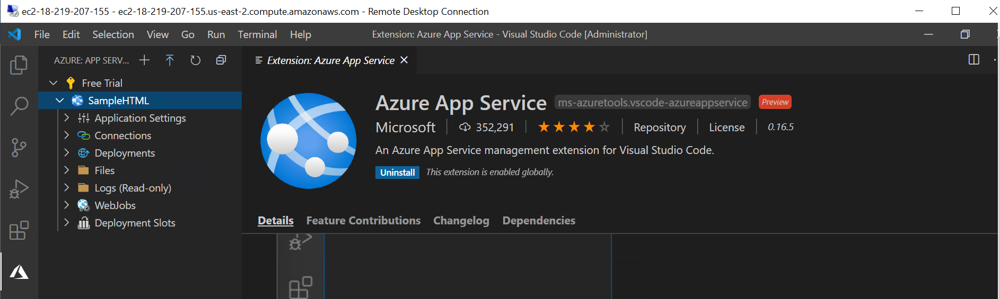 ec2-18-219-207-155 - ec2-18-219-207-155.us-east-2.compute.amazonaws.com - Remote Desktop Connection
File Edit Selection View Go Run Terminal Help Extension: Azure App Service - Visual Studio Code [Administrator]
AZURE: APP SERV...
Extension: Azure App Service
Free Trial
SampleHTML
Application Settings
Connections
Deployments
Files
Logs (Read-only)
WebJobs
Deployment Slots
Azure App Service ms-azuretools.vscode-azureappservice Preview
Microsoft 352,291 Repository License 0.16.5
An Azure App Service management extension for Visual Studio Code.
Uninstall This extension is enabled globally.
Details Feature Contributions Changelog Dependencies